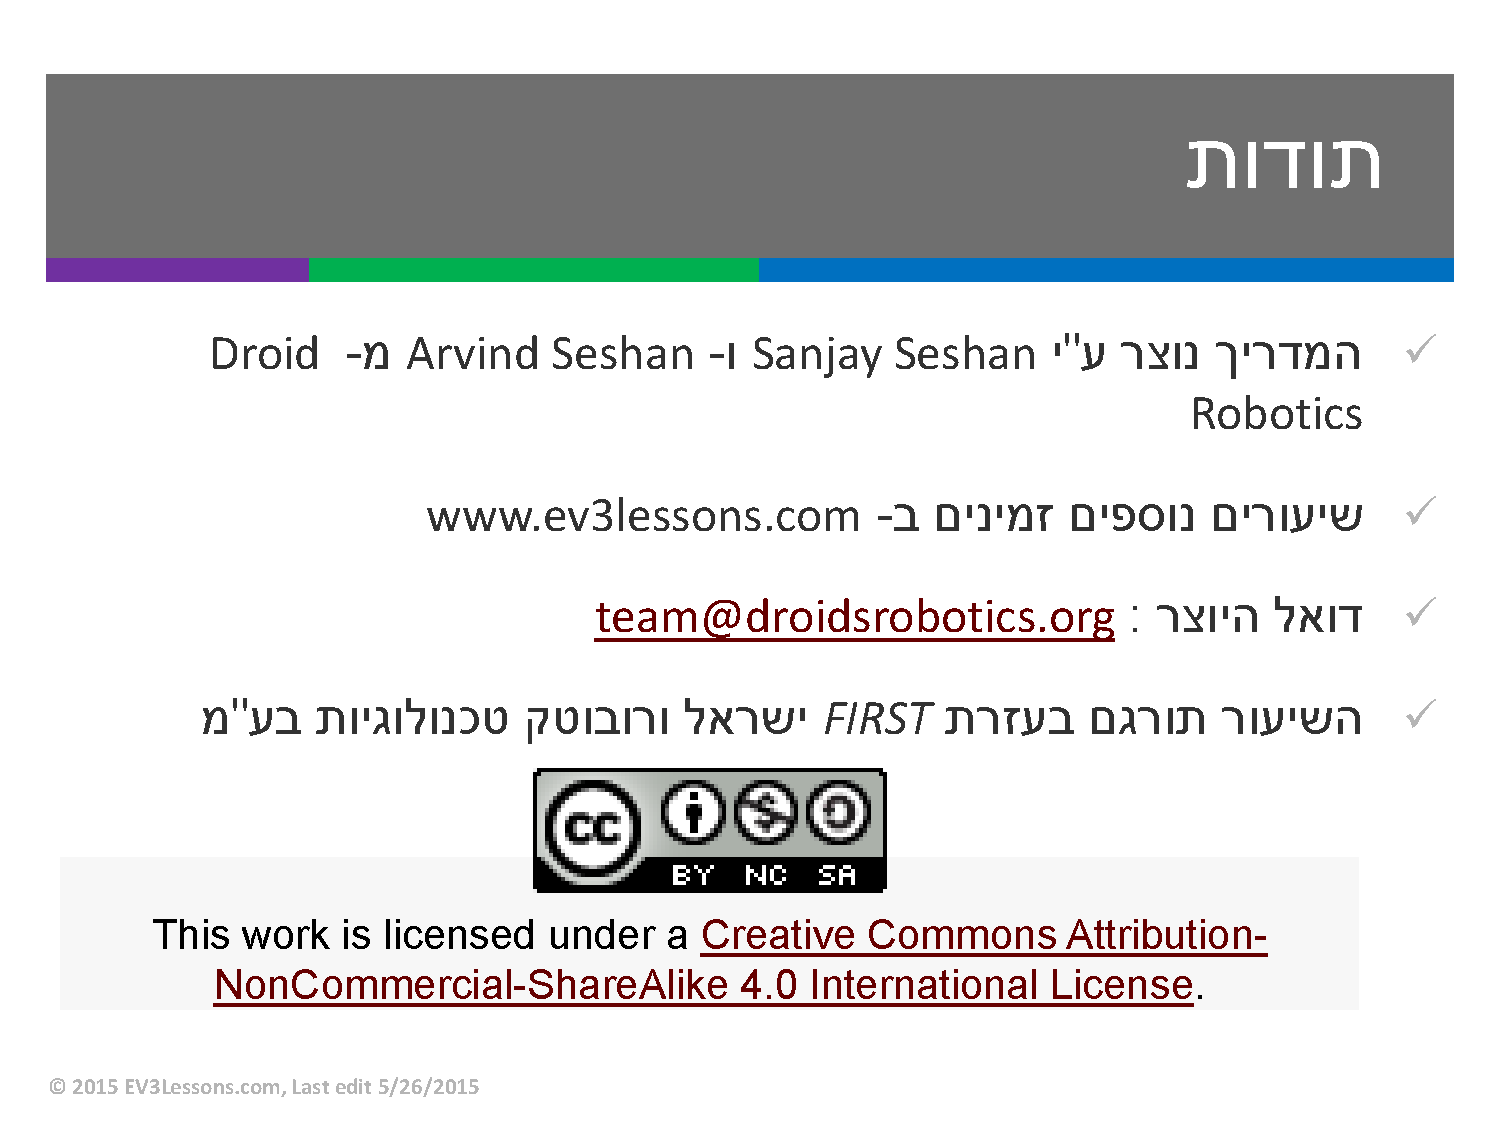 תודות
המדריך נוצר ע"י Sanjay Seshan ו- Arvind Seshan מ- Droid
Robotics
שיעורים נוספים זמינים ב- www.ev3lessons.com
דואל היוצר : team@droidsrobotics.org
השיעור תורגם בעזרת FIRST ישראל ורובוטק טכנולוגיות בע"מ
cc
BY NC SA
This work is licensed under a Creative Commons Attribution-
NonCommercial-ShareAlike 4.0 International License.
© 2015 EV3Lessons.com, Last edit 5/26/2015